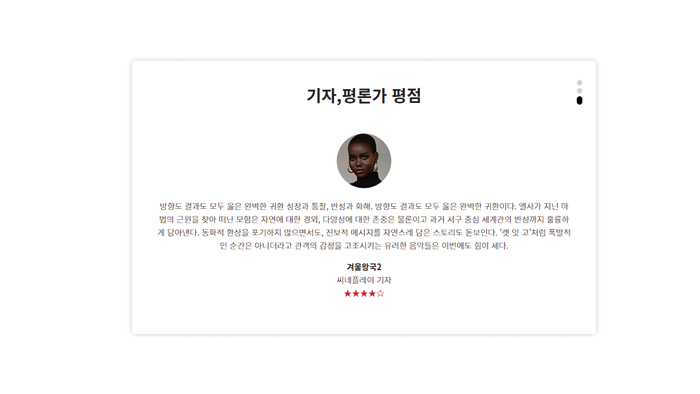 기자,평론가 평점
방향도 결과도 모두 옳은 완벽한 귀환 성장과 통찰, 반성과 화해. 방향도 결과도 모두 옳은 완벽한 귀환이다. 엘사가 지닌 마
법의 근원을 찾아 떠난 모험은 자연에 대한 경외, 다양성에 대한 존중은 물론이고 과거 서구 중심 세계관의 반성까지 훌륭하
게 담아낸다. 동화적 환상을 포기하지 않으면서도, 진보적 메시지를 자연스레 담은 스토리도 돋보인다. '렛 잇 고'처럼 폭발적
인 순간은 아니더라고 관객의 감정을 고조시키는 유려한 음악들은 이번에도 힘이 세다.
겨울왕국2
씨네플레이 기자
★★★★☆